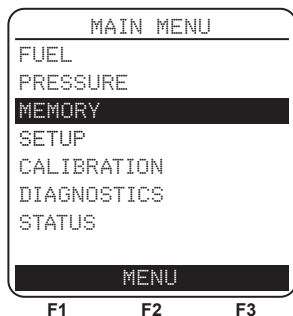 MAIN MENU
FUEL
PRESSURE
MEMORY
SETUP
CALIBRATION
DIAGNOSTICS
STATUS
MENU
F1 F2 F3